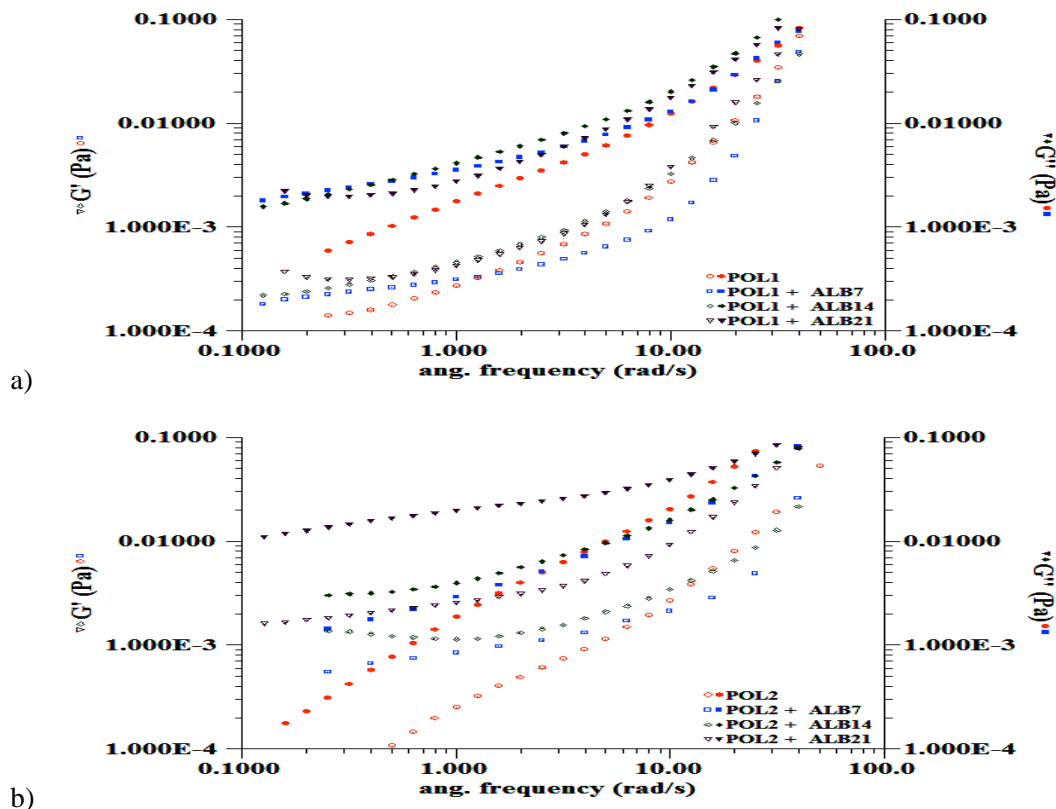 0.1000
0.1000
0.01000
0.01000
G' (Pa)
G'' (Pa)
1.000E-3
1.000E-3
POL1
POL1 + ALB7
POL1 + ALB14
POL1 + ALB21
1.000E-4
1.000E-4
0.1000
1.000
10.00
100.0
ang. frequency (rad/s)
a)
0.1000
0.1000
0.01000
0.01000
G' (Pa)
G'' (Pa)
1.000E-3
1.000E-3
POL2
POL2 + ALB7
POL2 + ALB14
POL2 + ALB21
1.000E-4
1.000E-4
0.1000
1.000
10.00
100.0
ang. frequency (rad/s)
b)